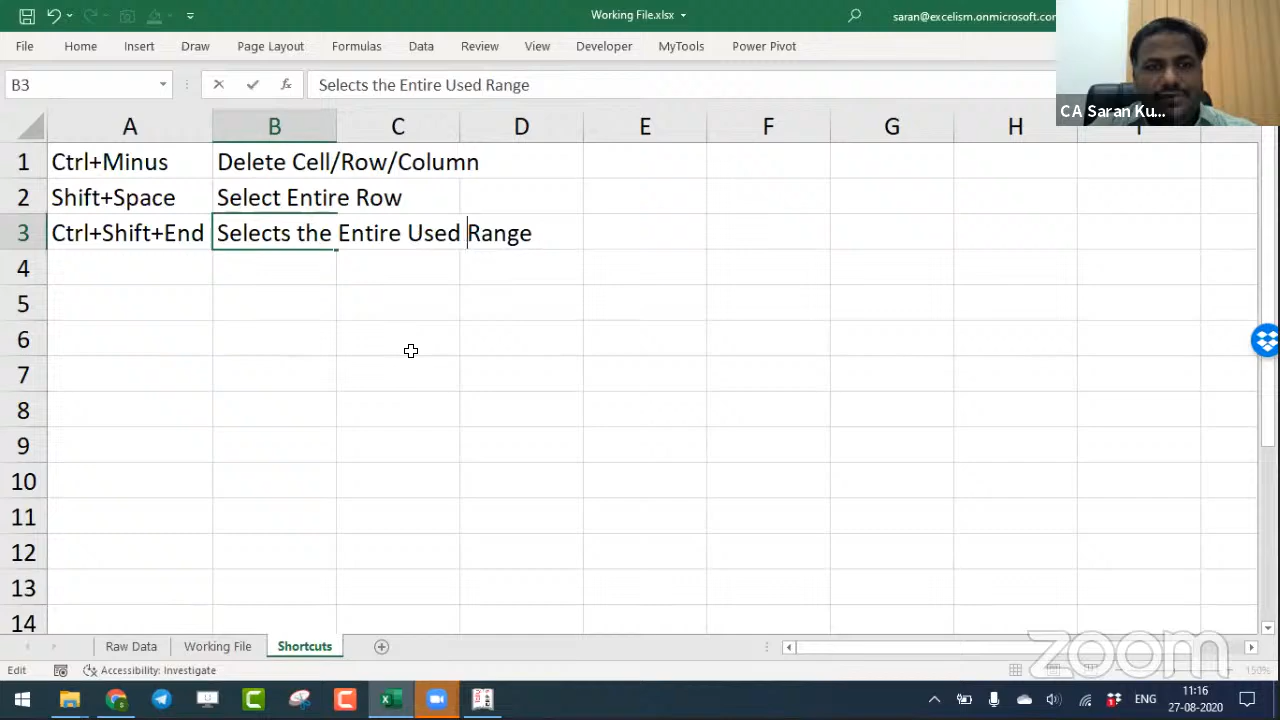 Working File.xlsx
saran@excelism.onmicrosoft.com
File Home Insert Draw Page Layout Formulas Data Review View Developer MyTools Power Pivot
B3 fx Selects the Entire Used Range
CA Saran Ku...
A B C D E F G H
1 Ctrl+Minus Delete Cell/Row/Column
2 Shift+Space Select Entire Row
3 Ctrl+Shift+End Selects the Entire Used Range
4
5
6
7
8
9
10
11
12
13
14
Raw Data Working File Shortcuts
zoom
Edit Accessibility: Investigate 150%
ENG 11:16
27-08-2020